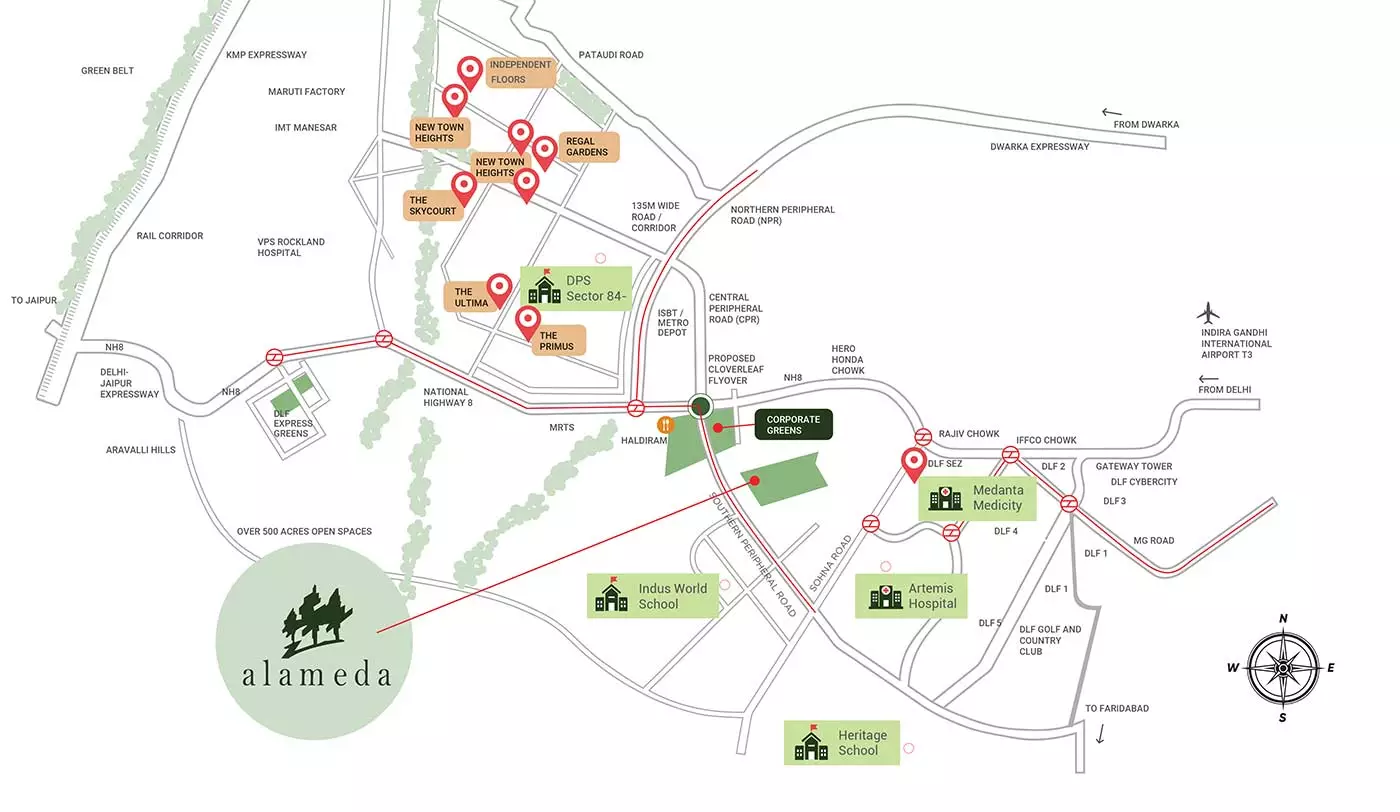 PATAUDI ROAD
KMP EXPRESSWAY
GREEN BELT
MARUTI FACTORY
IMT MANESAR
INDEPENDENT
FLOORS
NEW TOWN
HEIGHTS
REGAL
GARDENS
NEW TOWN
HEIGHTS
THE
SKYCOURT
FROM DWARKA
DWARKA EXPRESSWAY
135M WIDE
ROAD /
CORRIDOR
NORTHERN PERIPHERAL
ROAD (NPR)
RAIL CORRIDOR
VPS ROCKLAND
HOSPITAL
DPS
Sector 84-
THE
ULTIMA
THE
PRIMUS
TO JAIPUR
ISBT /
METRO
DEPOT
CENTRAL
PERIPHERAL
ROAD (CPR)
INDIRA GANDHI
INTERNATIONAL
AIRPORT T3
FROM DELHI
NH8
DELHI-
JAIPUR
EXPRESSWAY
NH8
NATIONAL
HIGHWAY 8
PROPOSED
CLOVERLEAF
FLYOVER
NH8
HERO
HONDA
CHOWK
DLF
EXPRESS
GREENS
MRTS
HALDIRAM
CORPORATE
GREENS
RAJIV CHOWK
IFFCO CHOWK
ARAVALLI HILLS
DLF SEZ
DLF 2
GATEWAY TOWER
DLF CYBERCITY
DLF3
Medanta
Medicity
DLF 4
MG ROAD
DLF 1
OVER 500 ACRES OPEN SPACES
SOUTHERN PERIPHERAL ROAD
SOHNA ROAD
Indus World
School
Artemis
Hospital
DLF 1
DLF 5
DLF GOLF AND
COUNTRY
CLUB
alameda
N
W
E
S
TO FARIDABAD
Heritage
School